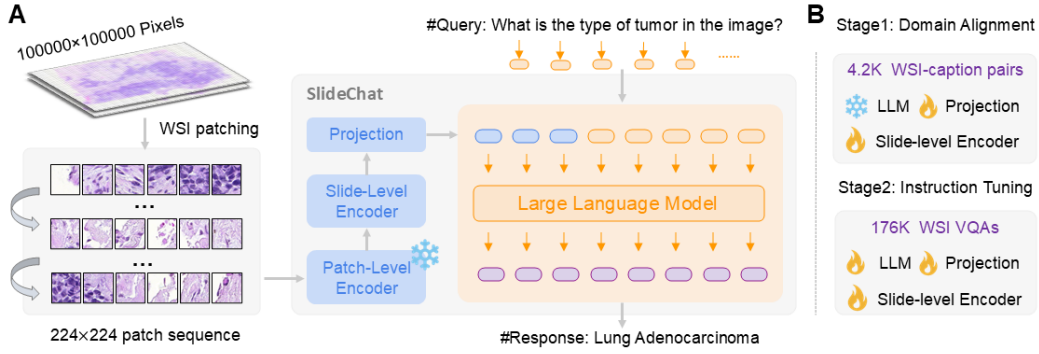 A
100000×100000 Pixels
WSI patching
...
...
224×224 patch sequence
#Query: What is the type of tumor in the image?
......
SlideChat
Projection
Slide-Level
Encoder
Patch-Level
Encoder
Large Language Model
#Response: Lung Adenocarcinoma
B
Stage1: Domain Alignment
4.2K WSI-caption pairs
LLM Projection
Slide-level Encoder
Stage2: Instruction Tuning
176K WSI VQAs
LLM Projection
Slide-level Encoder